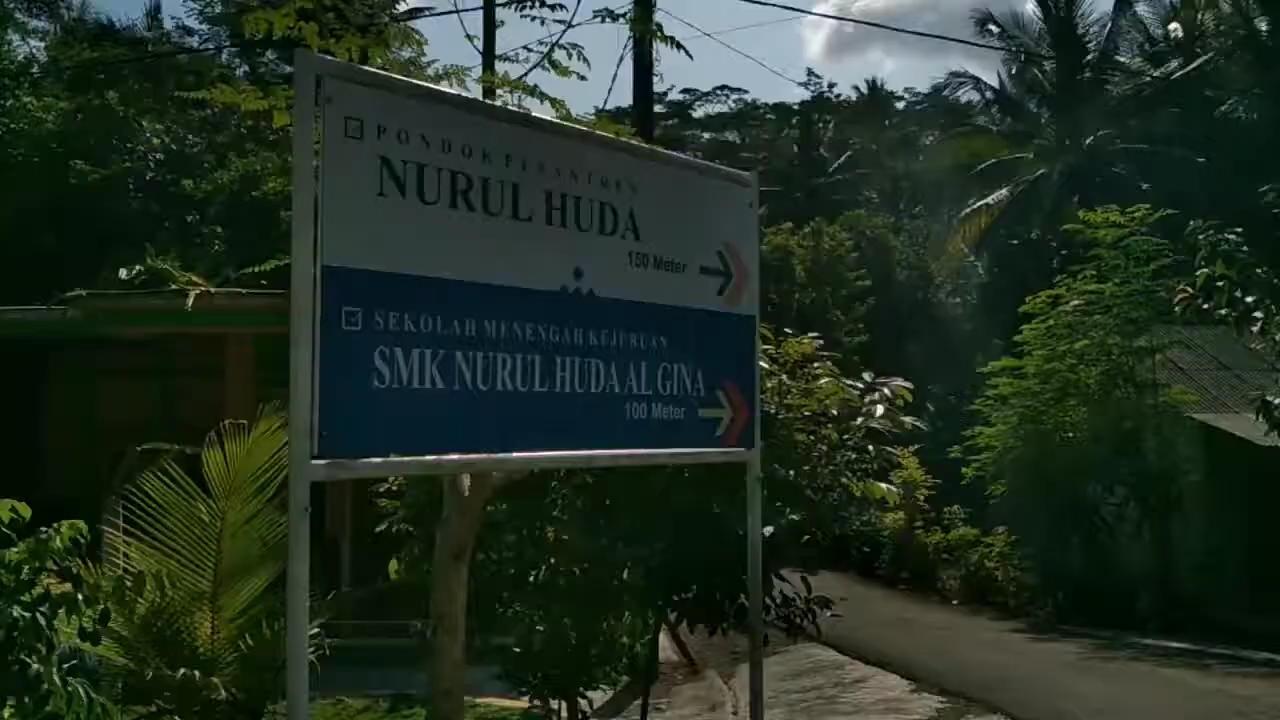 PONDOK PESANTREN
NURUL HUDA
150 Meter
SEKOLAH MENENGAH KEJURUAN
SMK NURUL HUDA AL GINA
100 Meter